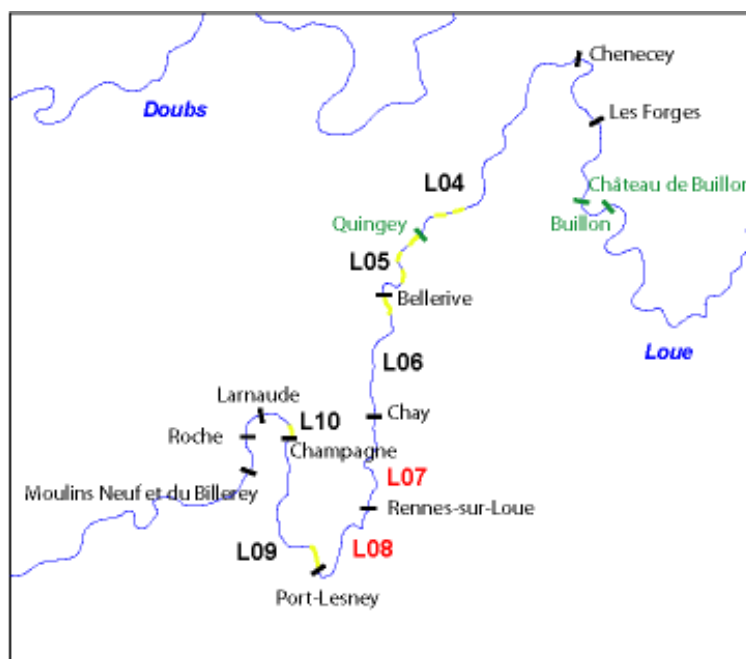 Chenecey
Doubs
Les Forges
L04
Château de Buillon
Quingey
Buillon
L05
Bellerive
Loue
L06
Larnaude
L10
Chay
Roche
Champagne
L07
Moulins Neuf et du Billerey
Rennes-sur-Loue
L09
L08
Port-Lesney